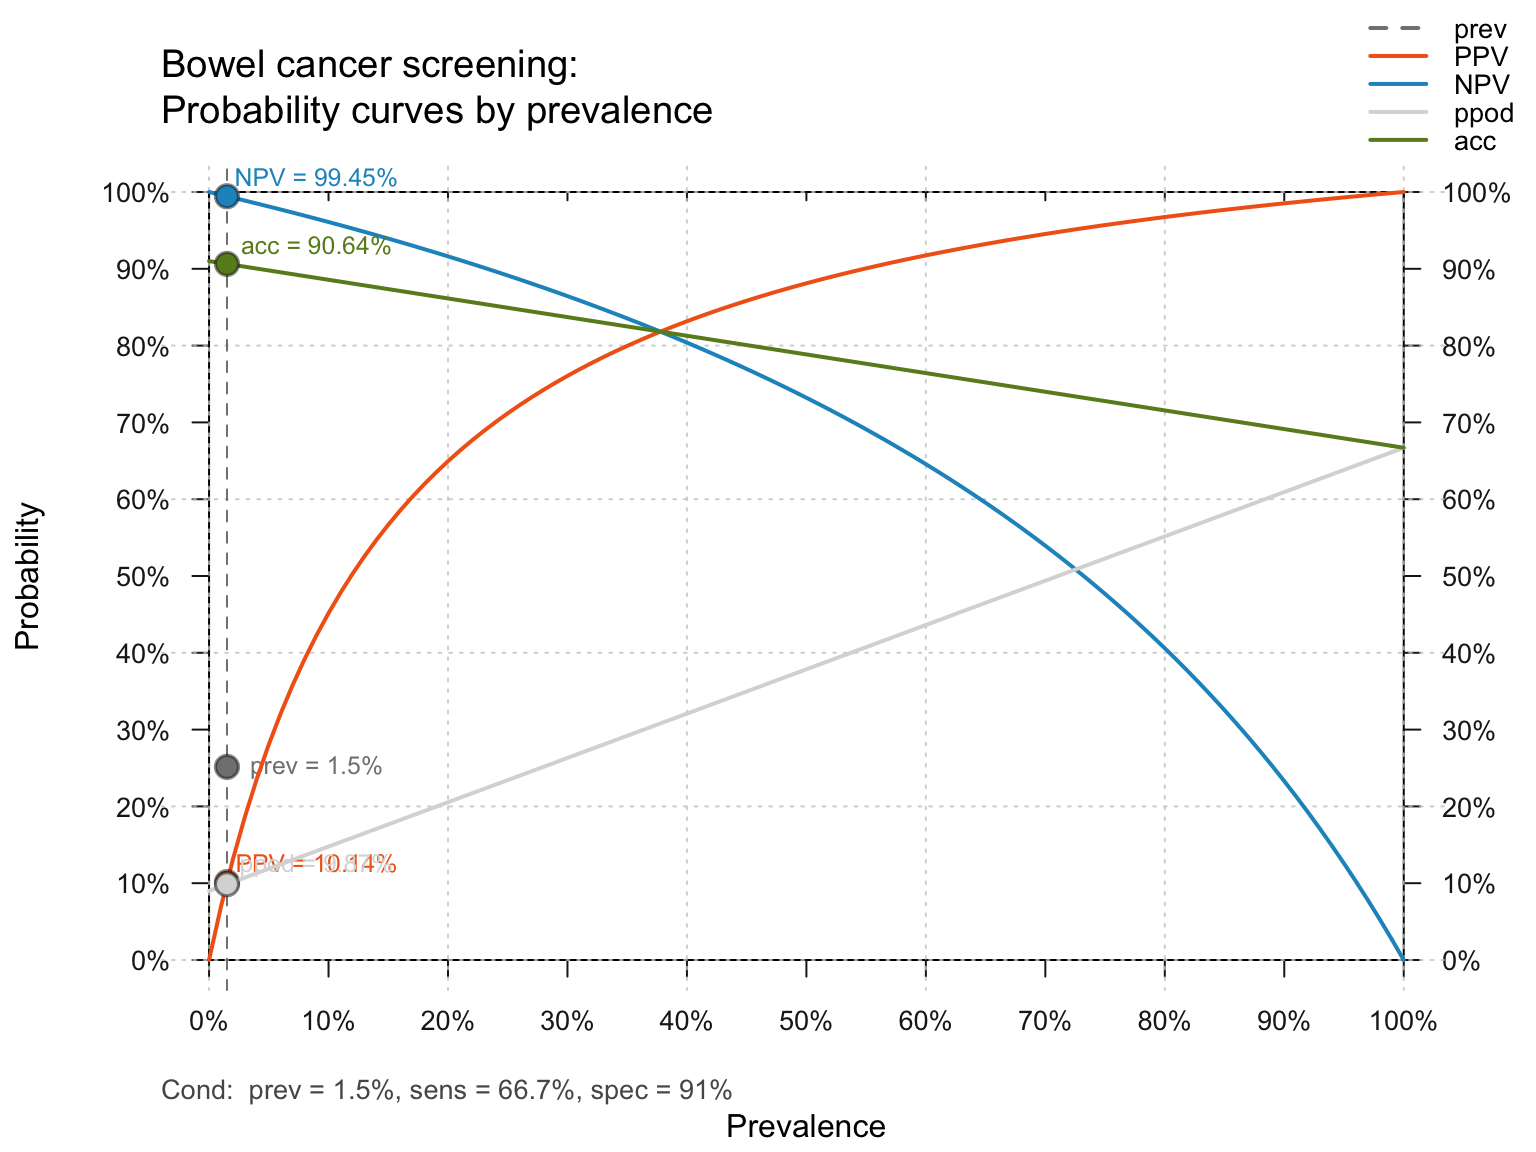 prev
PPV
NPV
ppod
acc
Bowel cancer screening:
Probability curves by prevalence
NPV = 99.45%
acc = 90.64%
prev = 1.5%
PPV = 10.14%
100%
90%
80%
70%
60%
50%
40%
30%
20%
10%
0%
100%
90%
80%
70%
60%
50%
40%
30%
20%
10%
0%
Probability
0% 10% 20% 30% 40% 50% 60% 70% 80% 90% 100%
Cond: prev = 1.5%, sens = 66.7%, spec = 91%
Prevalence